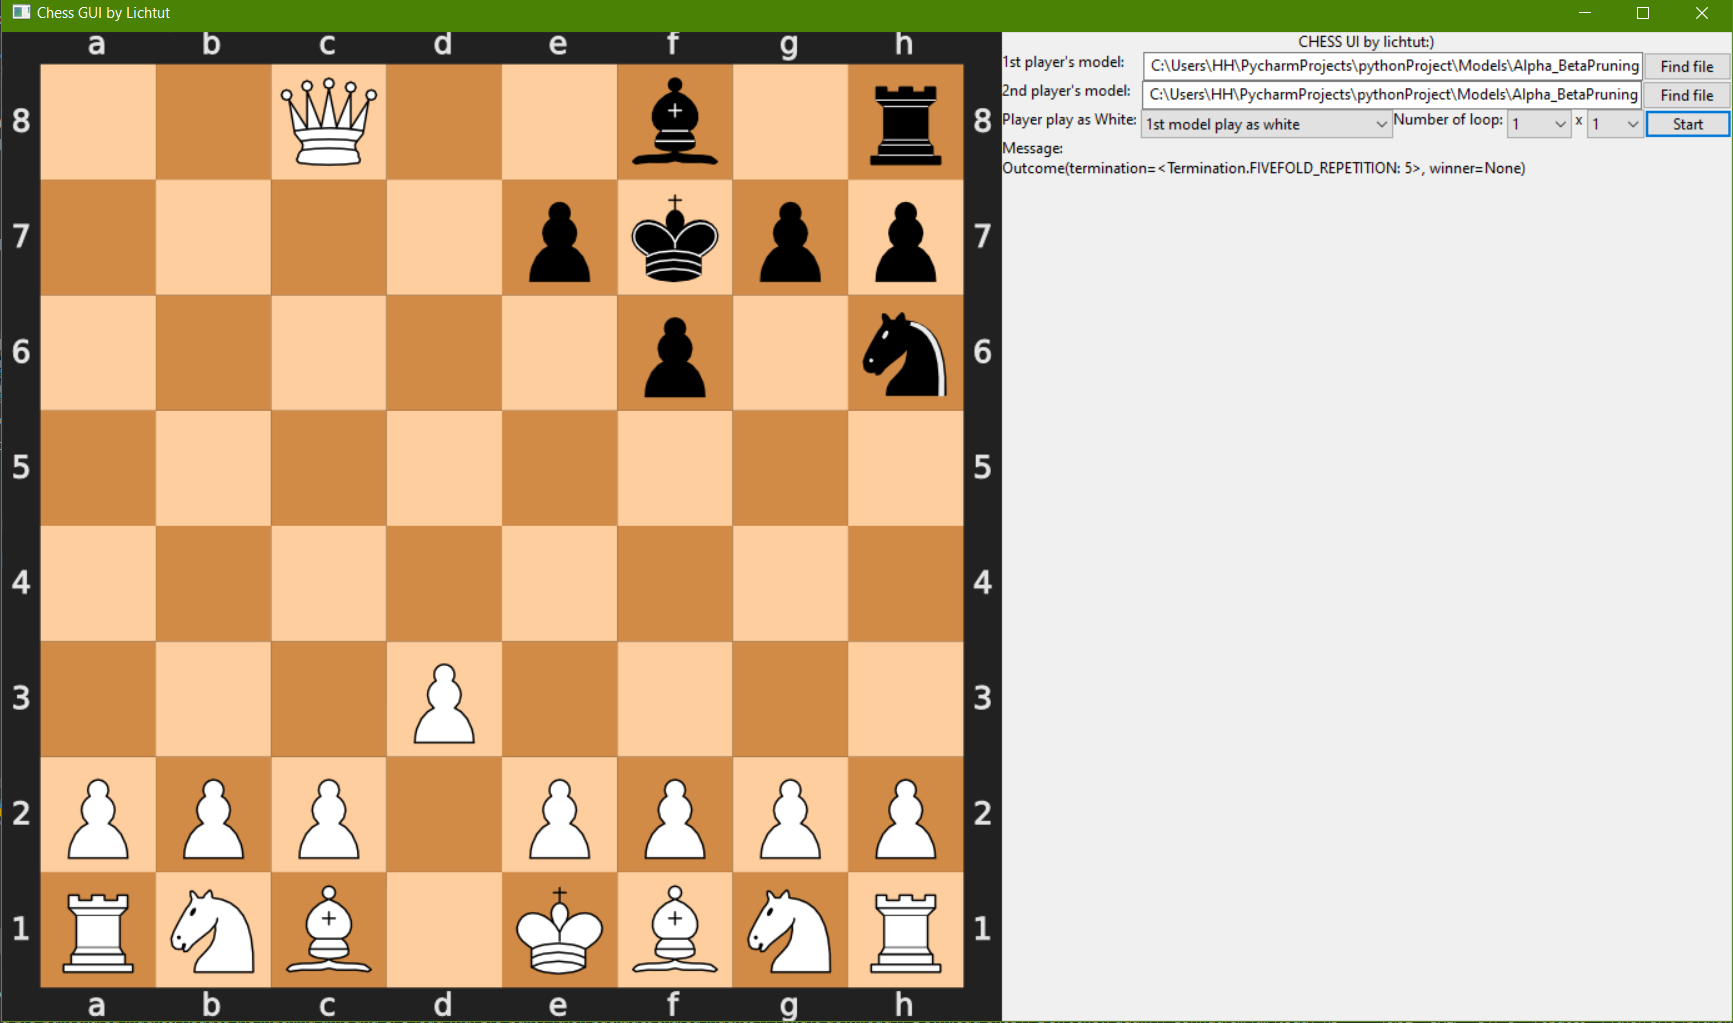 Chess GUI by Lichtut
a b c d e f g h
8 8
7 7
6 6
5 5
4 4
3 3
2 2
1 1
a b c d e f g h
CHESS UI by lichtut:)
1st player's model: C:\Users\HH\PycharmProjects\pythonProject\Models\Alpha_BetaPruning Find file
2nd player's model: C:\Users\HH\PycharmProjects\pythonProject\Models\Alpha_BetaPruning Find file
Player play as White: 1st model play as white Number of loop: 1 x 1 Start
Message:
Outcome(termination=<Termination.FIVEFOLD_REPETITION: 5>, winner=None)